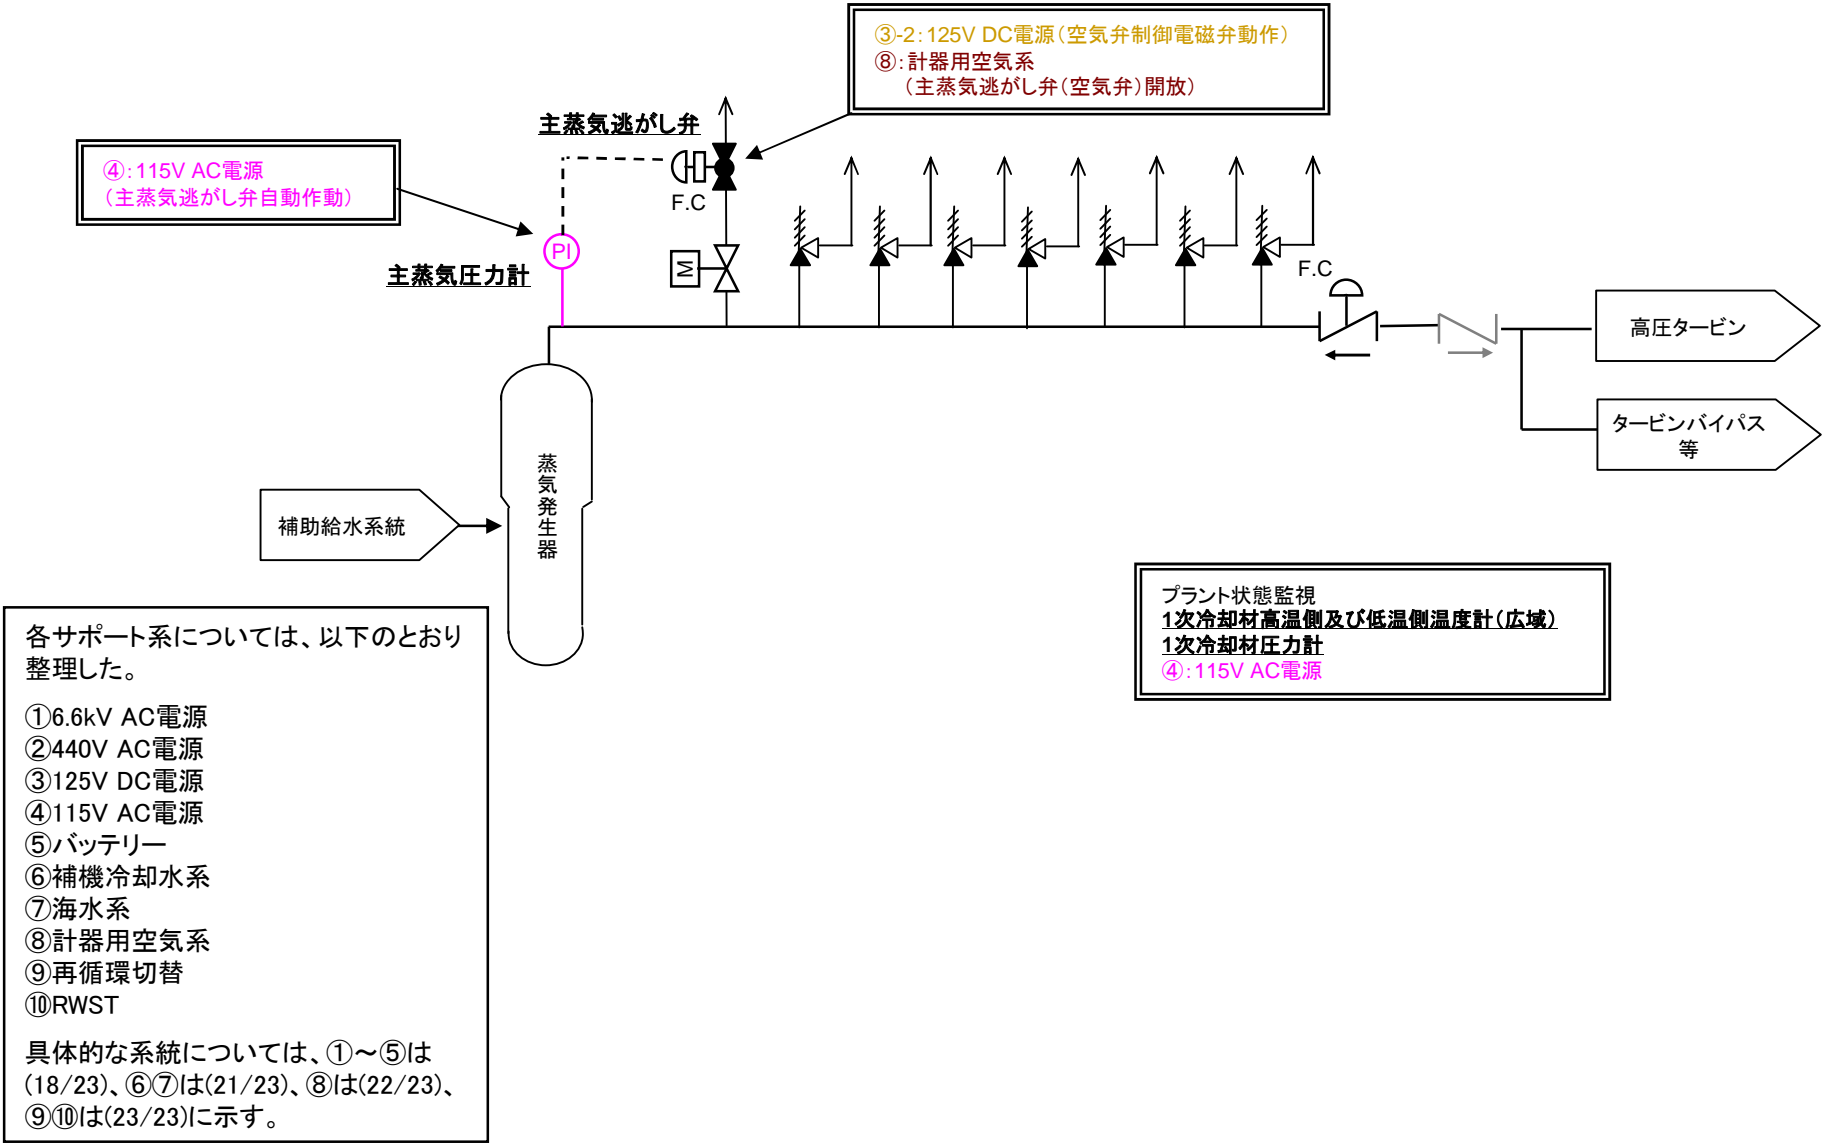 ③-2：125V DC電源（空気弁制御電磁弁動作）
⑧：計器用空気系
（主蒸気逃がし弁（空気弁）開放）
主蒸気逃がし弁
④：115V AC電源
（主蒸気逃がし弁自動作動）
F.C
PI
主蒸気圧力計
M
F.C
高圧タービン
タービンバイパス
等
蒸気発生器
補助給水系統
プラント状態監視
1次冷却材高温側及び低温側温度計（広域）
1次冷却材圧力計
④：115V AC電源
各サポート系については、以下のとおり
整理した。
①6.6kV AC電源
②440V AC電源
③125V DC電源
④115V AC電源
⑤バッテリー
⑥補機冷却水系
⑦海水系
⑧計器用空気系
⑨再循環切替
⑩RWST
具体的な系統については、①～⑤は
(18/23)、⑥⑦は(21/23)、⑧は(22/23)、
⑨⑩は(23/23)に示す。